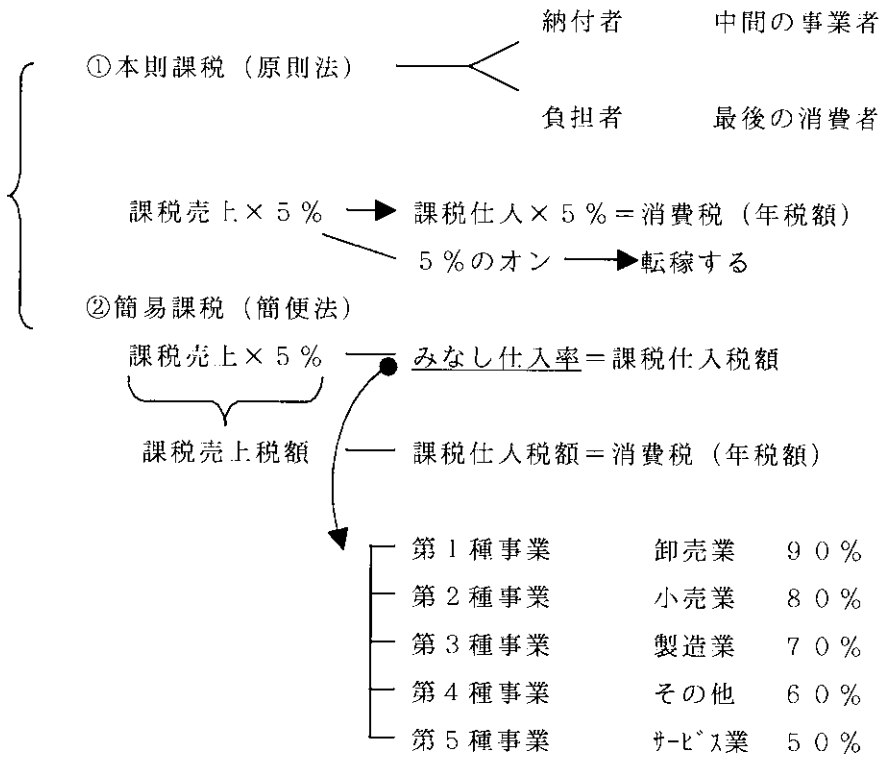 納付者 中間の事業者
①本則課税（原則法）
負担者 最後の消費者
課税売上×５％ 課税仕入×５％＝消費税（年税額）
５％のオン 転稼する
②簡易課税（簡便法）
課税売上×５％ みなし仕入率＝課税仕入税額
課税売上税額 課税仕入税額＝消費税（年税額）
第１種事業 卸売業 ９０％
第２種事業 小売業 ８０％
第３種事業 製造業 ７０％
第４種事業 その他 ６０％
第５種事業 ｻｰﾋﾞｽ業 ５０％